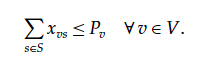 ∑_{s∈S} x_{vs} ≤ P_v ∀ v ∈ V.